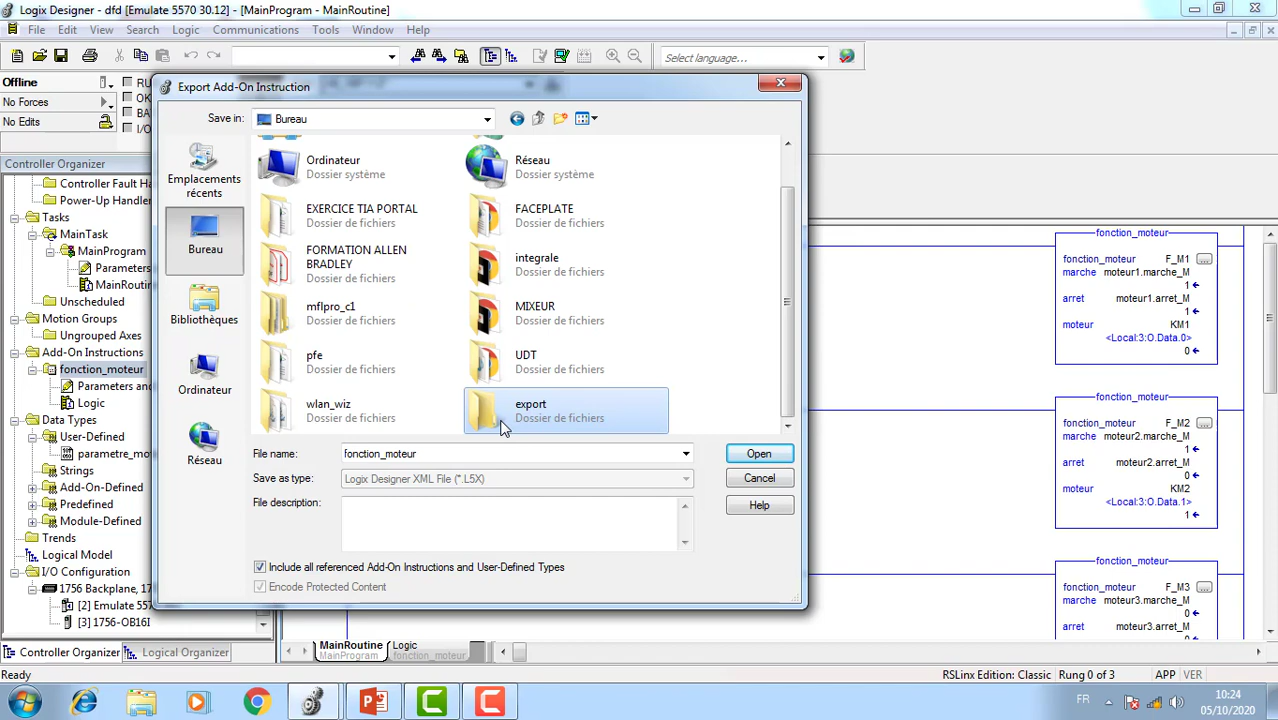 Logix Designer - dfd [Emulate 5570 30.12] - [MainProgram - MainRoutine]
File Edit View Search Logic Communications Tools Window Help
Select language...
Offline
RU
No Forces
OK
No Edits
BA
I/O
Controller Organizer
Controller Fault Ha
Power-Up Handler
Tasks
MainTask
MainProgram
Parameters
MainRoutin
Unscheduled
Motion Groups
Ungrouped Axes
Add-On Instructions
fonction_moteur
Parameters and
Logic
Data Types
User-Defined
parametre_mo
Strings
Add-On-Defined
Predefined
Module-Defined
Trends
Logical Model
I/O Configuration
1756 Backplane, 17
[2] Emulate 557
[3] 1756-OB16I
Controller Organizer
Logical Organizer
Export Add-On Instruction
Save in:
Bureau
Emplacements récents
Bureau
Bibliothèques
Ordinateur
Réseau
Ordinateur
Dossier système
Réseau
Dossier système
EXERCICE TIA PORTAL
Dossier de fichiers
FACEPLATE
Dossier de fichiers
FORMATION ALLEN
BRADLEY
Dossier de fichiers
integrale
Dossier de fichiers
mflpro_c1
Dossier de fichiers
MIXEUR
Dossier de fichiers
pfe
Dossier de fichiers
UDT
Dossier de fichiers
wlan_wiz
Dossier de fichiers
export
Dossier de fichiers
File name:
fonction_moteur
Open
Save as type:
Logix Designer XML File (*.L5X)
Cancel
File description:
Help
Include all referenced Add-On Instructions and User-Defined Types
Encode Protected Content
fonction_moteur
fonction_moteur F_M1 ...
marche moteur1.marche_M
1
arret moteur1.arret_M
1
moteur KM1
<Local:3:O.Data.0>
0
fonction_moteur
fonction_moteur F_M2 ...
marche moteur2.marche_M
1
arret moteur2.arret_M
0
moteur KM2
<Local:3:O.Data.1>
1
fonction_moteur
fonction_moteur F_M3 ...
marche moteur3.marche_M
0
arret moteur3.arret_M
MainRoutine
MainProgram
Logic
fonction_moteur
Ready
RSLinx Edition: Classic Rung 0 of 3 APP VER
FR
10:24
05/10/2020